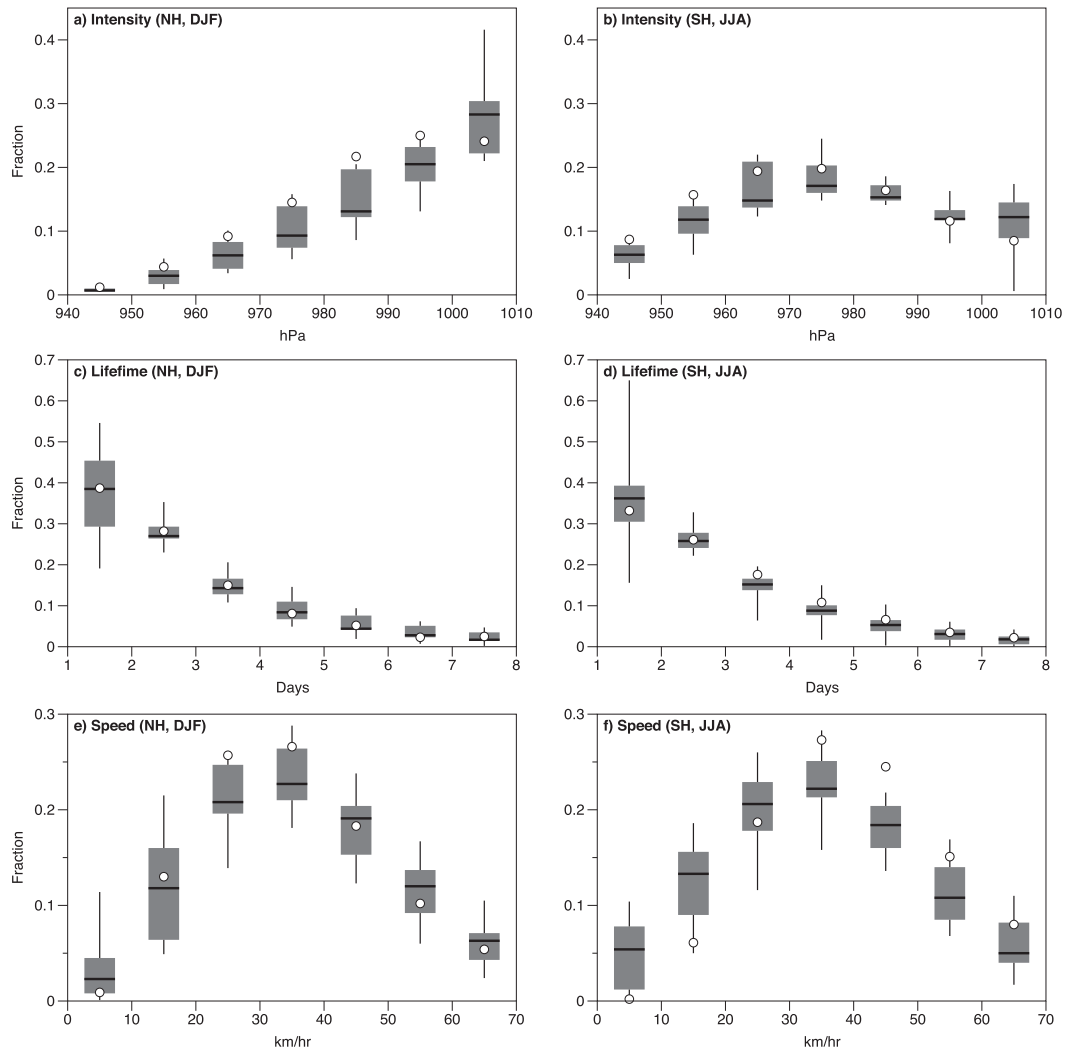 a) Intensity (NH, DJF)
0.4
0.3
0.2
0.1
0
Fraction
940 950 960 970 980 990 1000 1010
hPa
b) Intensity (SH, JJA)
0.4
0.3
0.2
0.1
0
940 950 960 970 980 990 1000 1010
hPa
c) Lifefime (NH, DJF)
0.7
0.6
0.5
0.4
0.3
0.2
0.1
0
Fraction
1 2 3 4 5 6 7 8
Days
d) Lifefime (SH, JJA)
0.7
0.6
0.5
0.4
0.3
0.2
0.1
0
1 2 3 4 5 6 7 8
Days
e) Speed (NH, DJF)
0.3
0.2
0.1
0
Fraction
0 10 20 30 40 50 60 70
km/hr
f) Speed (SH, JJA)
0.3
0.2
0.1
0
0 10 20 30 40 50 60 70
km/hr